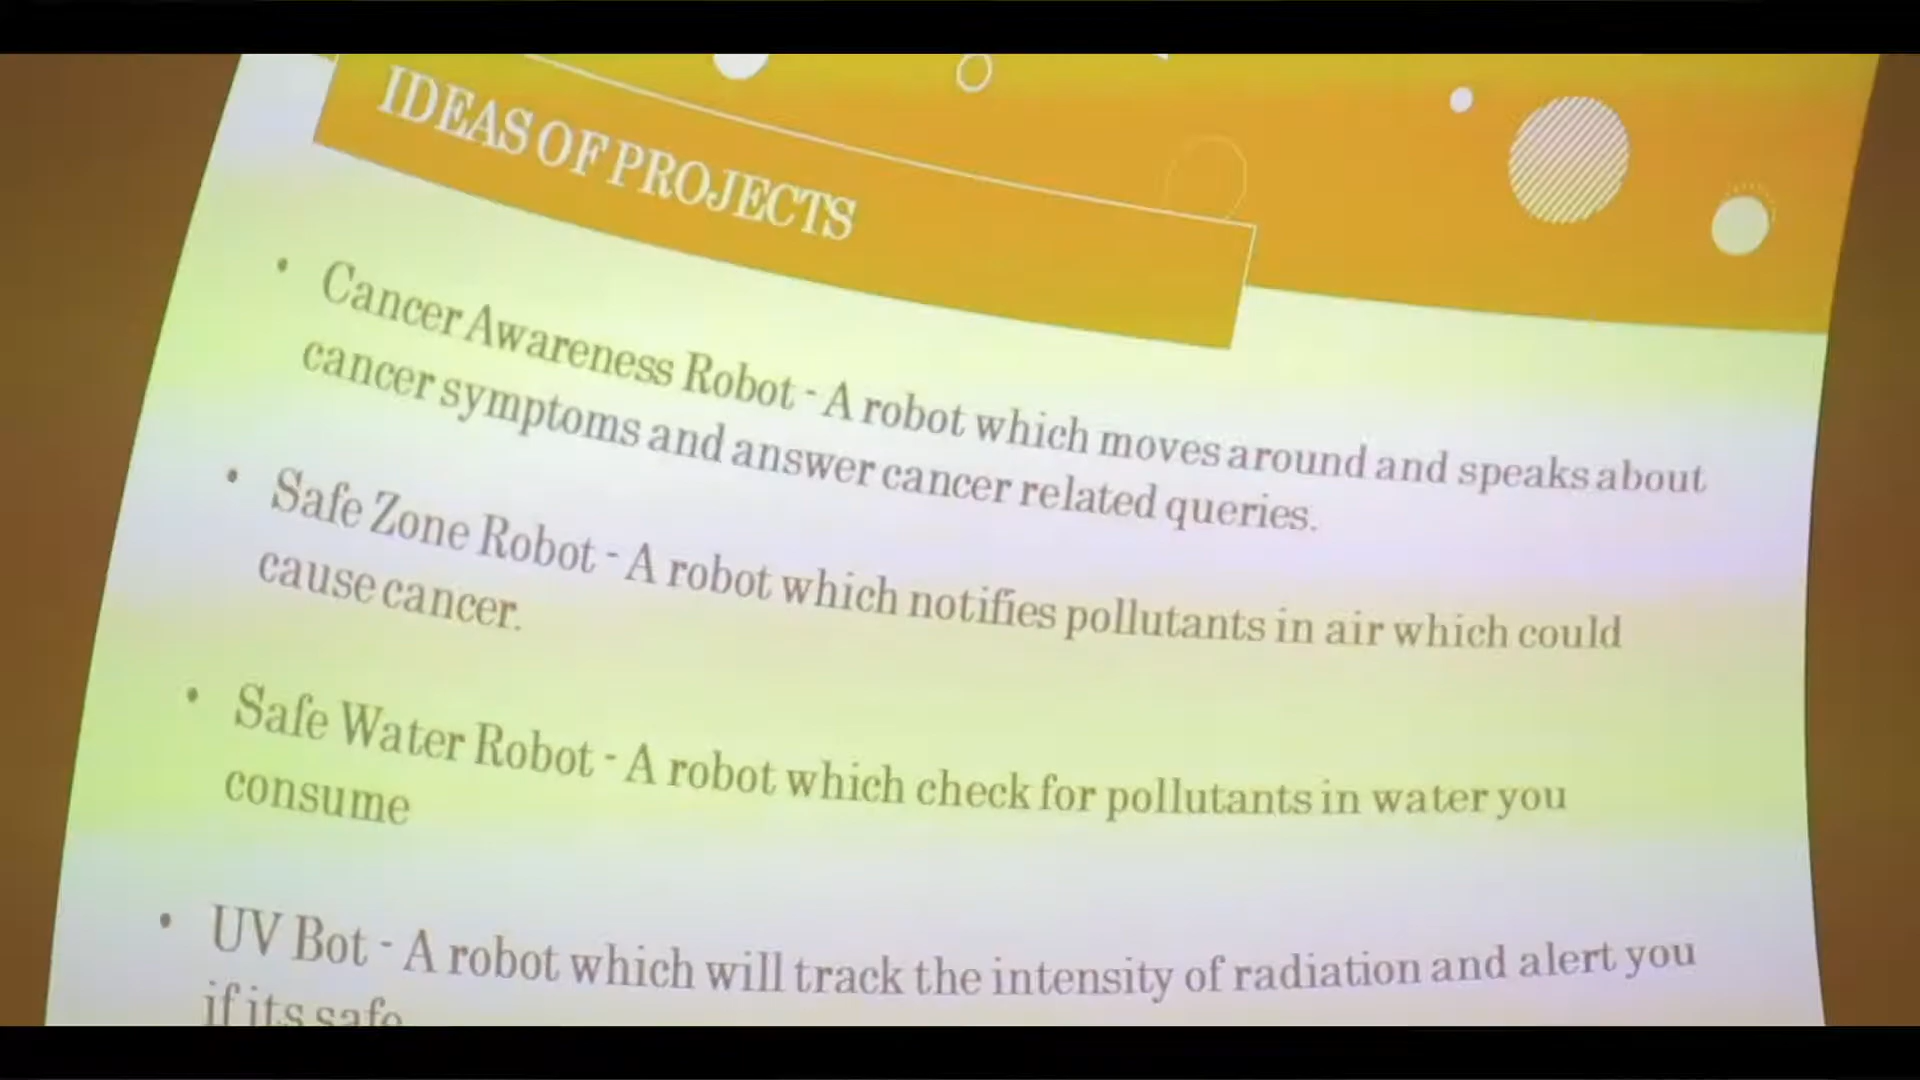 IDEAS OF PROJECTS
• Cancer Awareness Robot - A robot which moves around and speaks about
cancer symptoms and answer cancer related queries.
• Safe Zone Robot - A robot which notifies pollutants in air which could
cause cancer.
• Safe Water Robot - A robot which check for pollutants in water you
consume
• UV Bot - A robot which will track the intensity of radiation and alert you
if its safe